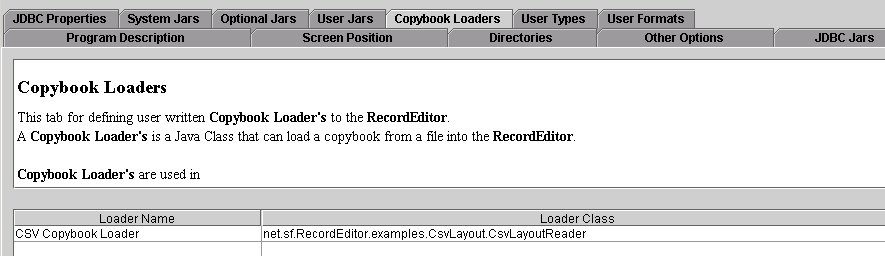 JDBC Properties System Jars Optional Jars User Jars Copybook Loaders User Types User Formats
Program Description Screen Position Directories Other Options JDBC Jars
Copybook Loaders
This tab for defining user written Copybook Loader's to the RecordEditor.
A Copybook Loader's is a Java Class that can load a copybook from a file into the RecordEditor.
Copybook Loader's are used in
Loader Name Loader Class
CSV Copybook Loader net.sf.RecordEditor.examples.CsvLayout.CsvLayoutReader